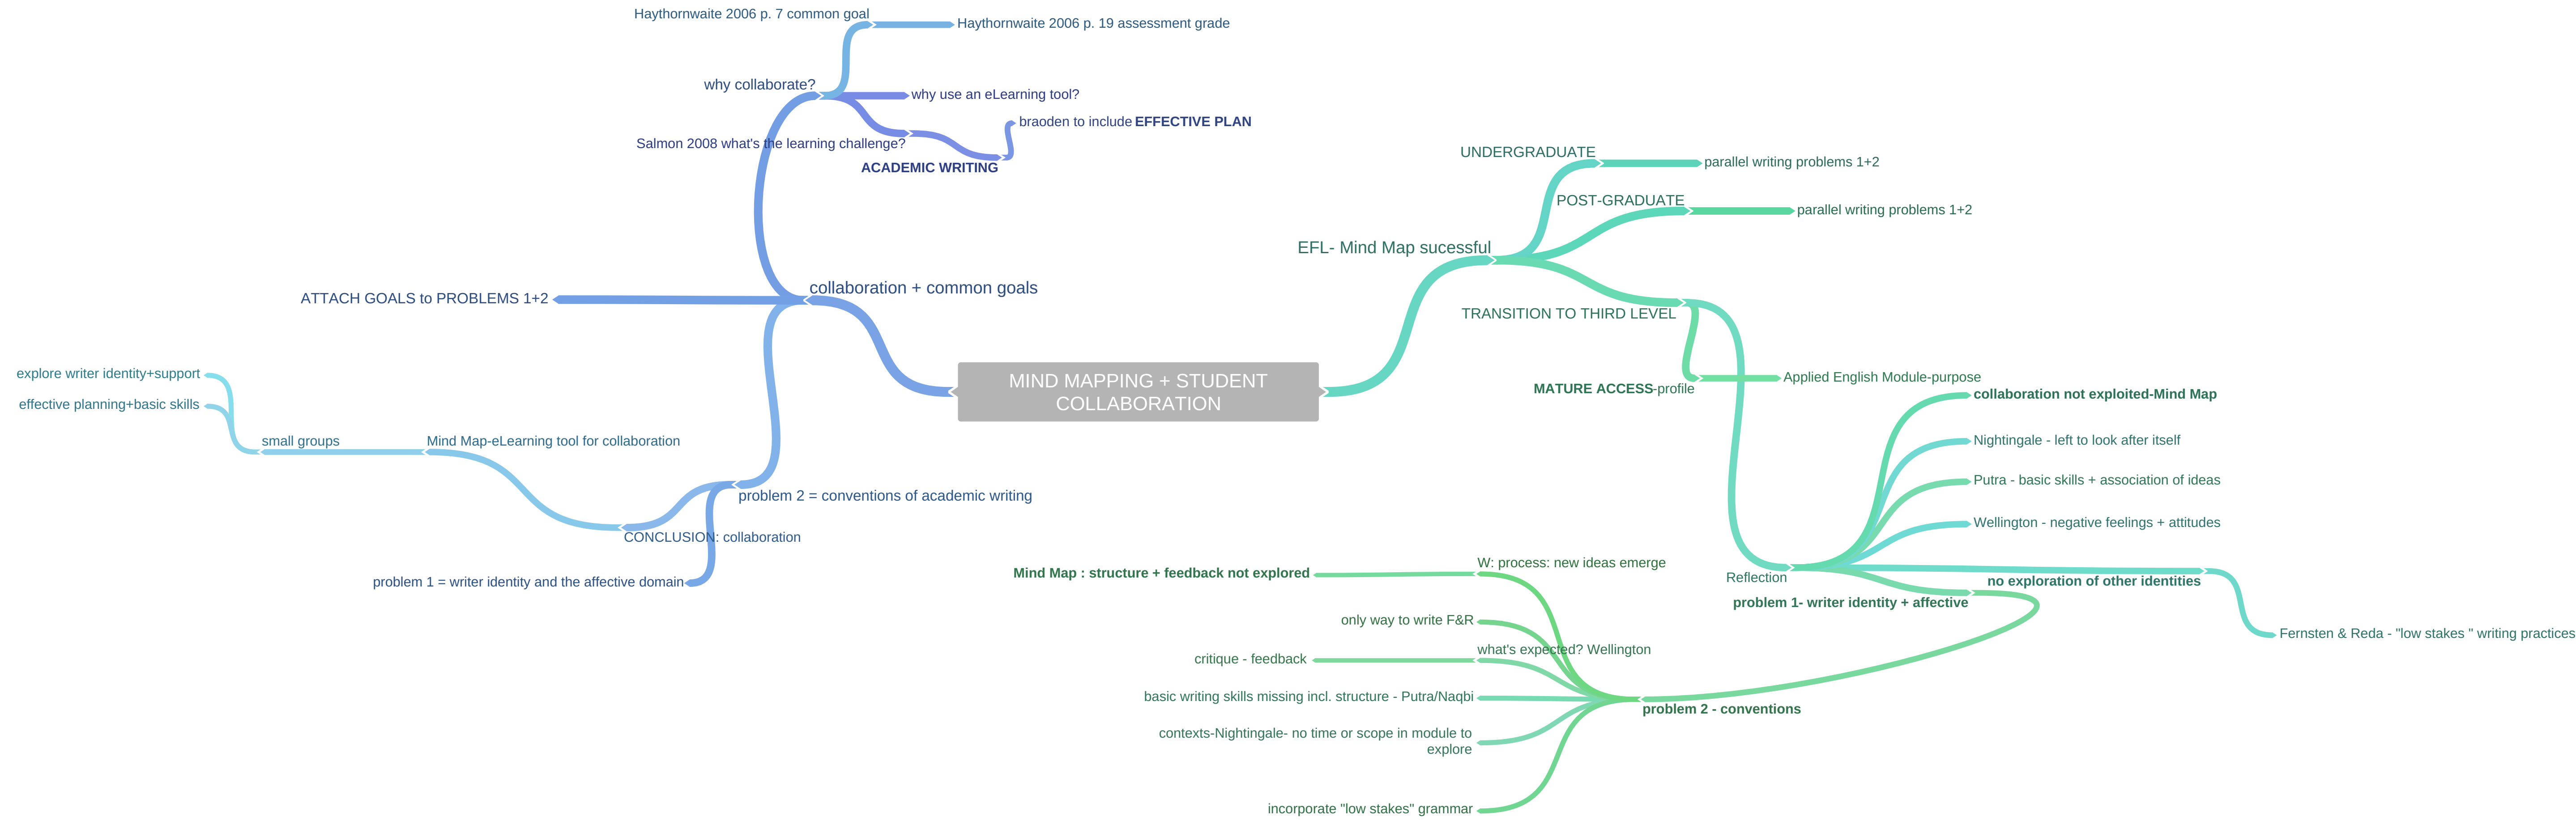 MIND MAPPING + STUDENT
COLLABORATION
collaboration + common goals
why collaborate?
Haythornwaite 2006 p. 7 common goal
Haythornwaite 2006 p. 19 assessment grade
why use an eLearning tool?
Salmon 2008 what's the learning challenge?
ACADEMIC WRITING
braoden to include EFFECTIVE PLAN
ATTACH GOALS to PROBLEMS 1+2
problem 2 = conventions of academic writing
CONCLUSION: collaboration
Mind Map-eLearning tool for collaboration
small groups
explore writer identity+support
effective planning+basic skills
problem 1 = writer identity and the affective domain
EFL- Mind Map sucessful
UNDERGRADUATE
parallel writing problems 1+2
POST-GRADUATE
parallel writing problems 1+2
TRANSITION TO THIRD LEVEL
MATURE ACCESS-profile
Applied English Module-purpose
Reflection
collaboration not exploited-Mind Map
Nightingale - left to look after itself
Putra - basic skills + association of ideas
Wellington - negative feelings + attitudes
no exploration of other identities
Fernsten & Reda - "low stakes " writing practices
problem 1- writer identity + affective
problem 2 - conventions
W: process: new ideas emerge
Mind Map : structure + feedback not explored
only way to write F&R
what's expected? Wellington
critique - feedback
basic writing skills missing incl. structure - Putra/Naqbi
contexts-Nightingale- no time or scope in module to
explore
incorporate "low stakes" grammar